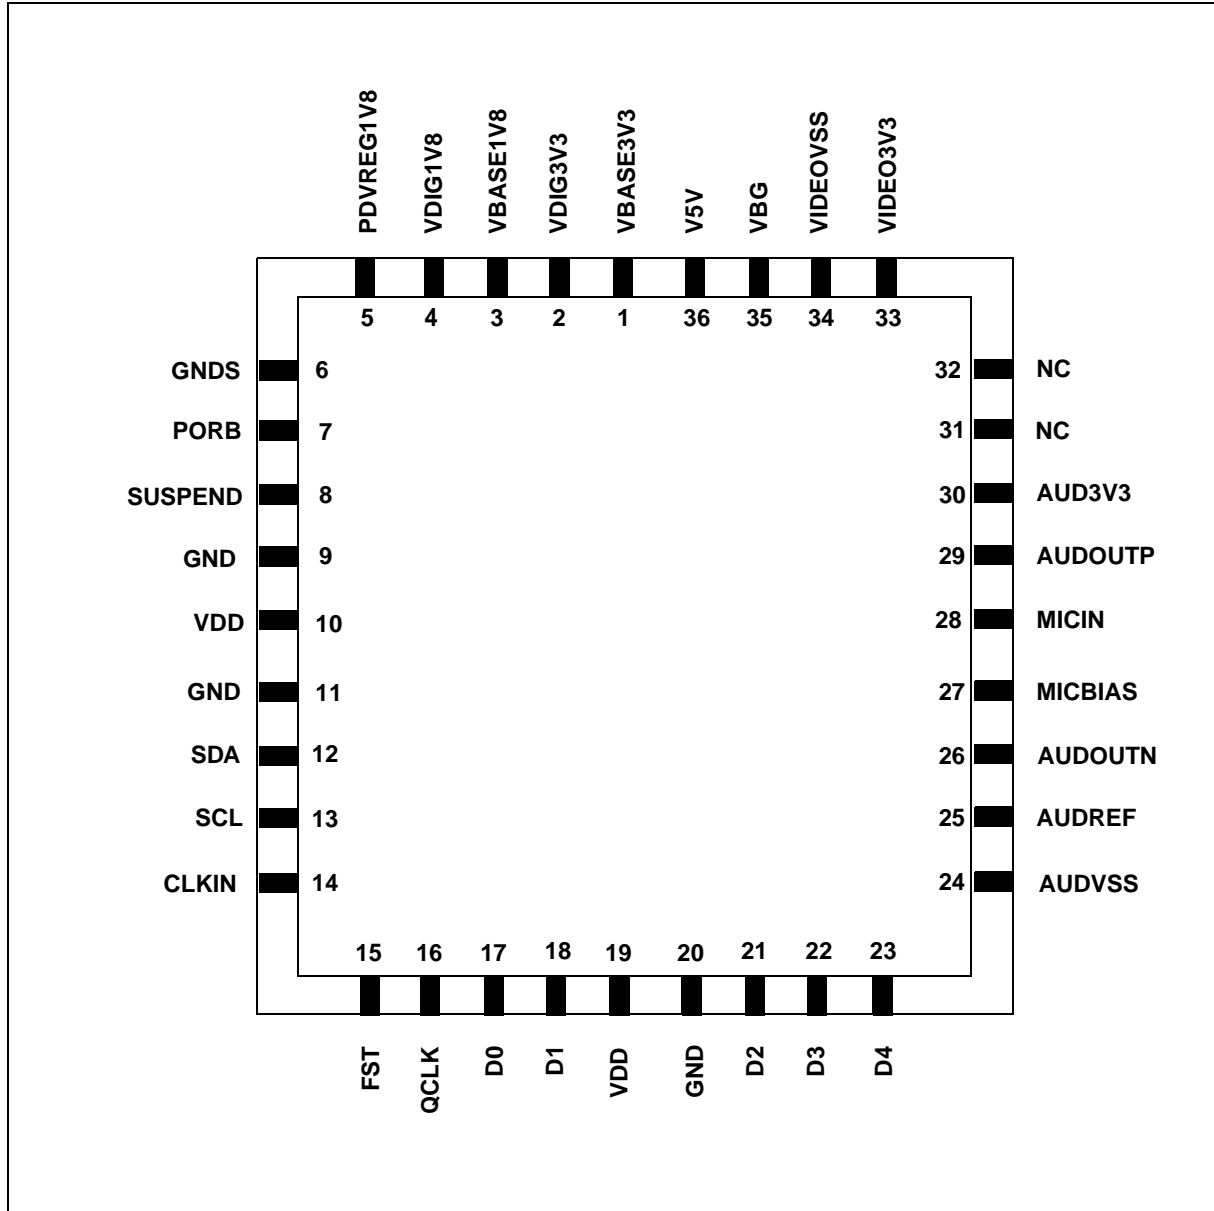 PDVREG1V8
VDIG1V8
VBASE1V8
VDIG3V3
VBASE3V3
V5V
VBG
VIDEOVSS
VIDEO3V3
5 4 3 2 1 36 35 34 33
GNDS 6
PORB 7
SUSPEND 8
GND 9
VDD 10
GND 11
SDA 12
SCL 13
CLKIN 14
32 NC
31 NC
30 AUD3V3
29 AUDOUTP
28 MICIN
27 MICBIAS
26 AUDOUTN
25 AUDREF
24 AUDVSS
15 16 17 18 19 20 21 22 23
FST
QCLK
D0
D1
VDD
GND
D2
D3
D4